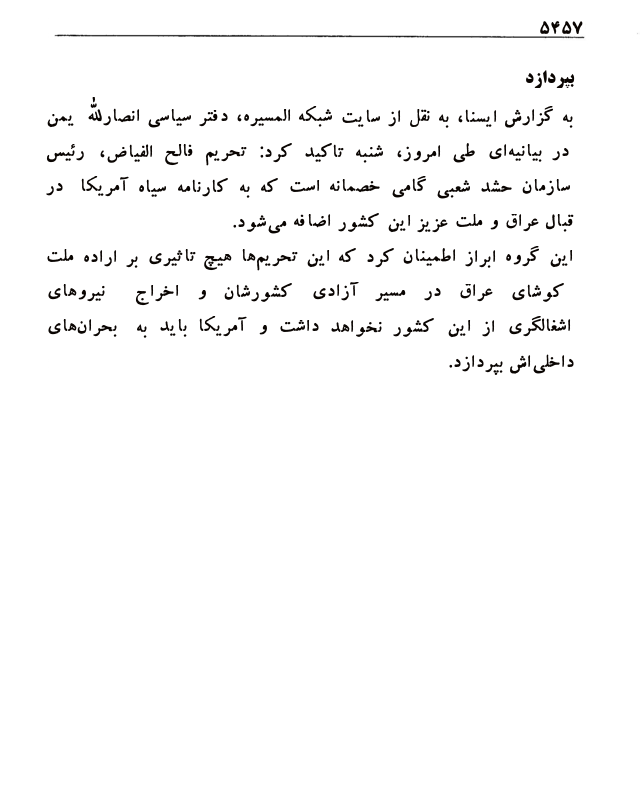 ۵۴۵۷
بپردازد
به گزارش ایسنا، به نقل از سایت شبکه المسیره، دفتر سیاسی انصارالله یمن
در بیانیه‌ای طی امروز، شنبه تاکید کرد: تحریم فالح الفیاض، رئیس
سازمان حشد شعبی گامی خصمانه است که به کارنامه سیاه آمریکا در
قبال عراق و ملت عزیز این کشور اضافه می‌شود.
این گروه ابراز اطمینان کرد که این تحریم‌ها هیچ تاثیری بر اراده ملت
کوشای عراق در مسیر آزادی کشورشان و اخراج نیروهای
اشغالگری از این کشور نخواهد داشت و آمریکا باید به بحران‌های
داخلی‌اش بپردازد.